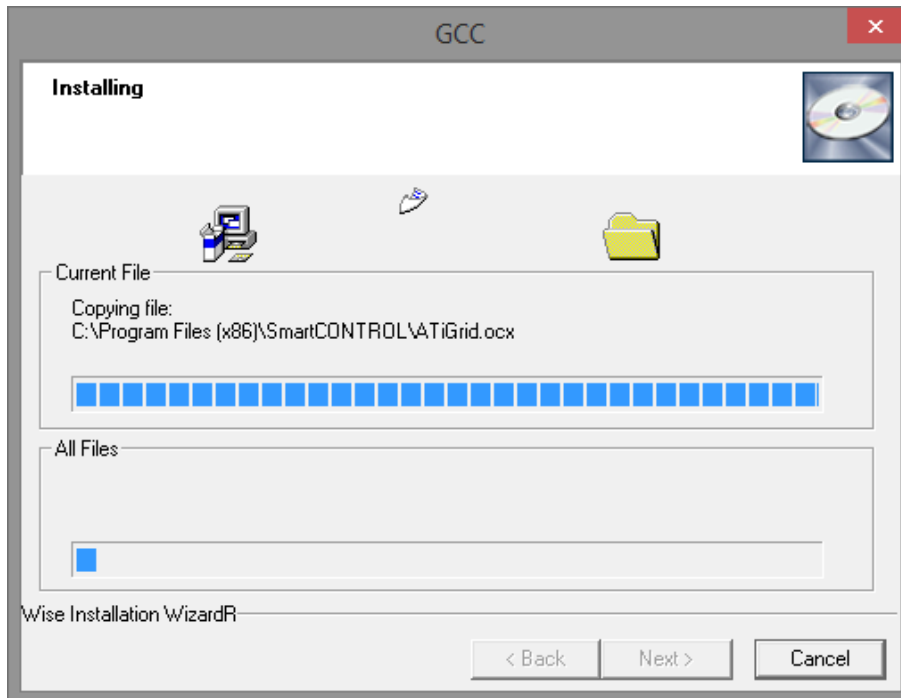 GCC
Installing
Current File
Copying file:
C:\Program Files (x86)\SmartCONTROL\ATiGrid.ocx
All Files
Wise Installation WizardR
< Back
Next >
Cancel